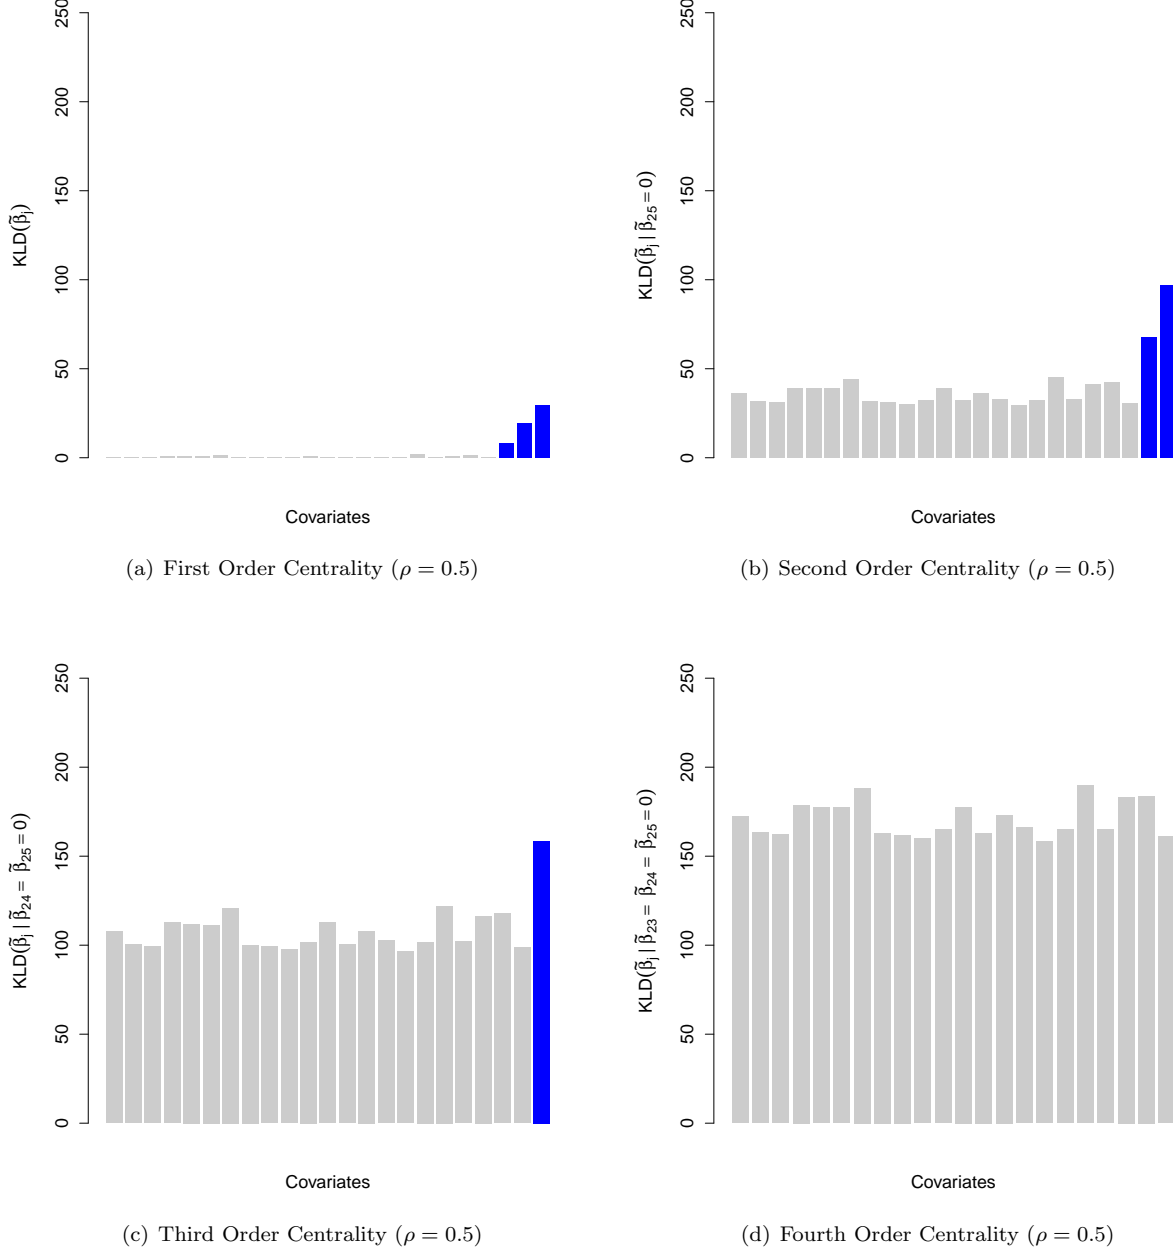 250
200
150
100
50
0
KLD(β̃j)
Covariates
(a) First Order Centrality (ρ = 0.5)
250
200
150
100
50
0
KLD(β̃j | β̃25 = 0)
Covariates
(b) Second Order Centrality (ρ = 0.5)
250
200
150
100
50
0
KLD(β̃j | β̃24 = β̃25 = 0)
Covariates
(c) Third Order Centrality (ρ = 0.5)
250
200
150
100
50
0
KLD(β̃j | β̃23 = β̃24 = β̃25 = 0)
Covariates
(d) Fourth Order Centrality (ρ = 0.5)